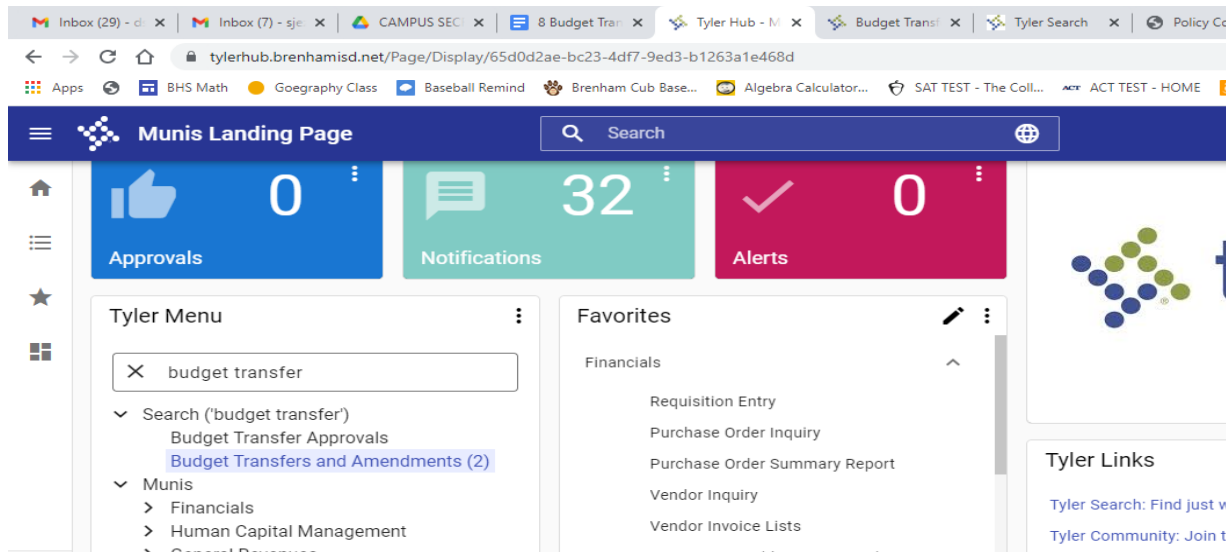 Inbox (29) - d
Inbox (7) - sje
CAMPUS SEC
8 Budget Tran
Tyler Hub - M
Budget Transf
Tyler Search
Policy Co
tylerhub.brenhamisd.net/Page/Display/65d0d2ae-bc23-4df7-9ed3-b1263a1e468d
Apps
BHS Math
Goegraphy Class
Baseball Remind
Brenham Cub Base...
Algebra Calculator...
SAT TEST - The Coll...
ACT
ACT TEST - HOME
Munis Landing Page
Search
0
Approvals
32
Notifications
0
Alerts
Tyler Menu
budget transfer
Search ('budget transfer')
Budget Transfer Approvals
Budget Transfers and Amendments (2)
Munis
Financials
Human Capital Management
General Revenues
Favorites
Financials
Requisition Entry
Purchase Order Inquiry
Purchase Order Summary Report
Vendor Inquiry
Vendor Invoice Lists
t
Tyler Links
Tyler Search: Find just w
Tyler Community: Join t